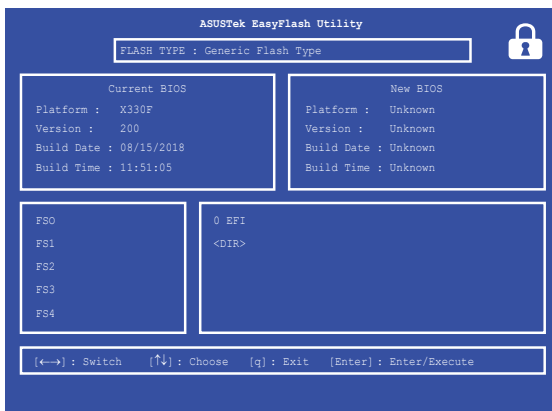 ASUSTek EasyFlash Utility
FLASH TYPE : Generic Flash Type
Current BIOS
Platform : X330F
Version : 200
Build Date : 08/15/2018
Build Time : 11:51:05
New BIOS
Platform : Unknown
Version : Unknown
Build Date : Unknown
Build Time : Unknown
FSO
FS1
FS2
FS3
FS4
0 EFI
<DIR>
[←→] : Switch [↑↓] : Choose [q] : Exit [Enter] : Enter/Execute